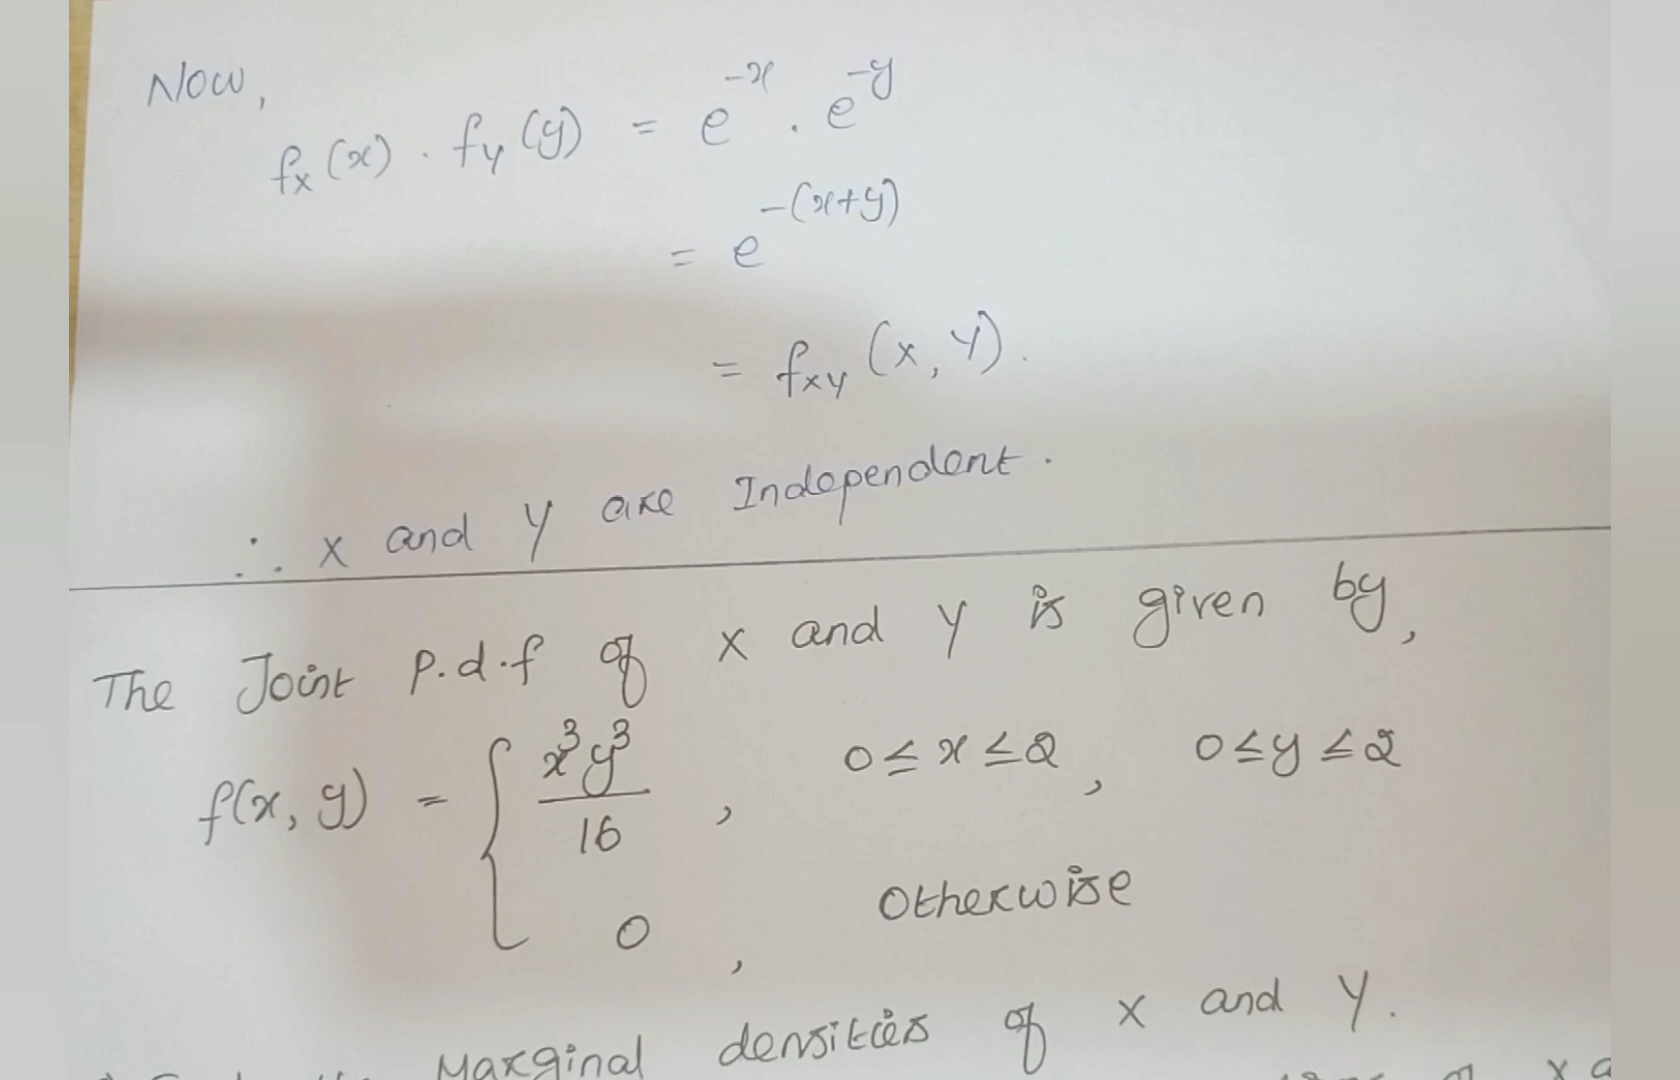 Now,
fx(x) . fy(y) = e^-x . e^-y
= e^-(x+y)
= fxy (x, y).
∴ x and y are Independent.
The Joint p.d.f of x and y is given by,
f(x, y) = { x³y³/16 , 0≤x≤2 , 0≤y≤2
0 , Otherwise
Marginal densities of x and y.